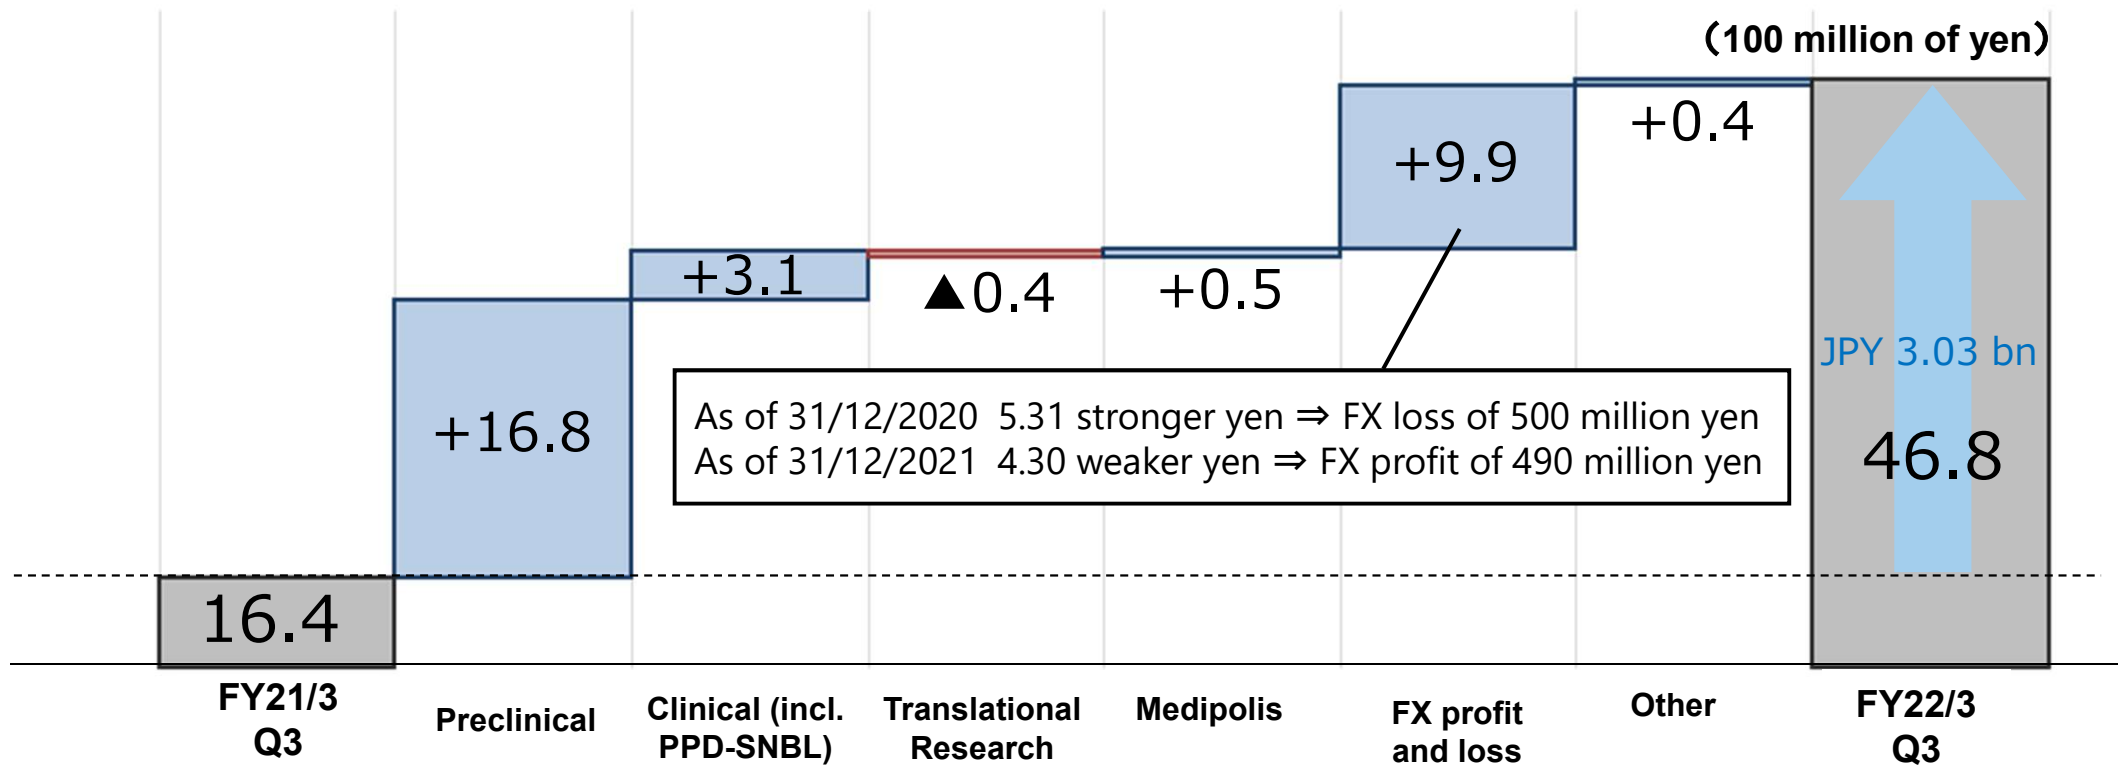 （100 million of yen）
+0.4
+9.9
+3.1
▲0.4
+0.5
JPY 3.03 bn
+16.8
As of 31/12/2020 5.31 stronger yen ⇒ FX loss of 500 million yen
As of 31/12/2021 4.30 weaker yen ⇒ FX profit of 490 million yen
46.8
16.4
FY21/3
Q3
Preclinical
Clinical (incl.
PPD-SNBL)
Translational
Research
Medipolis
FX profit
and loss
Other
FY22/3
Q3